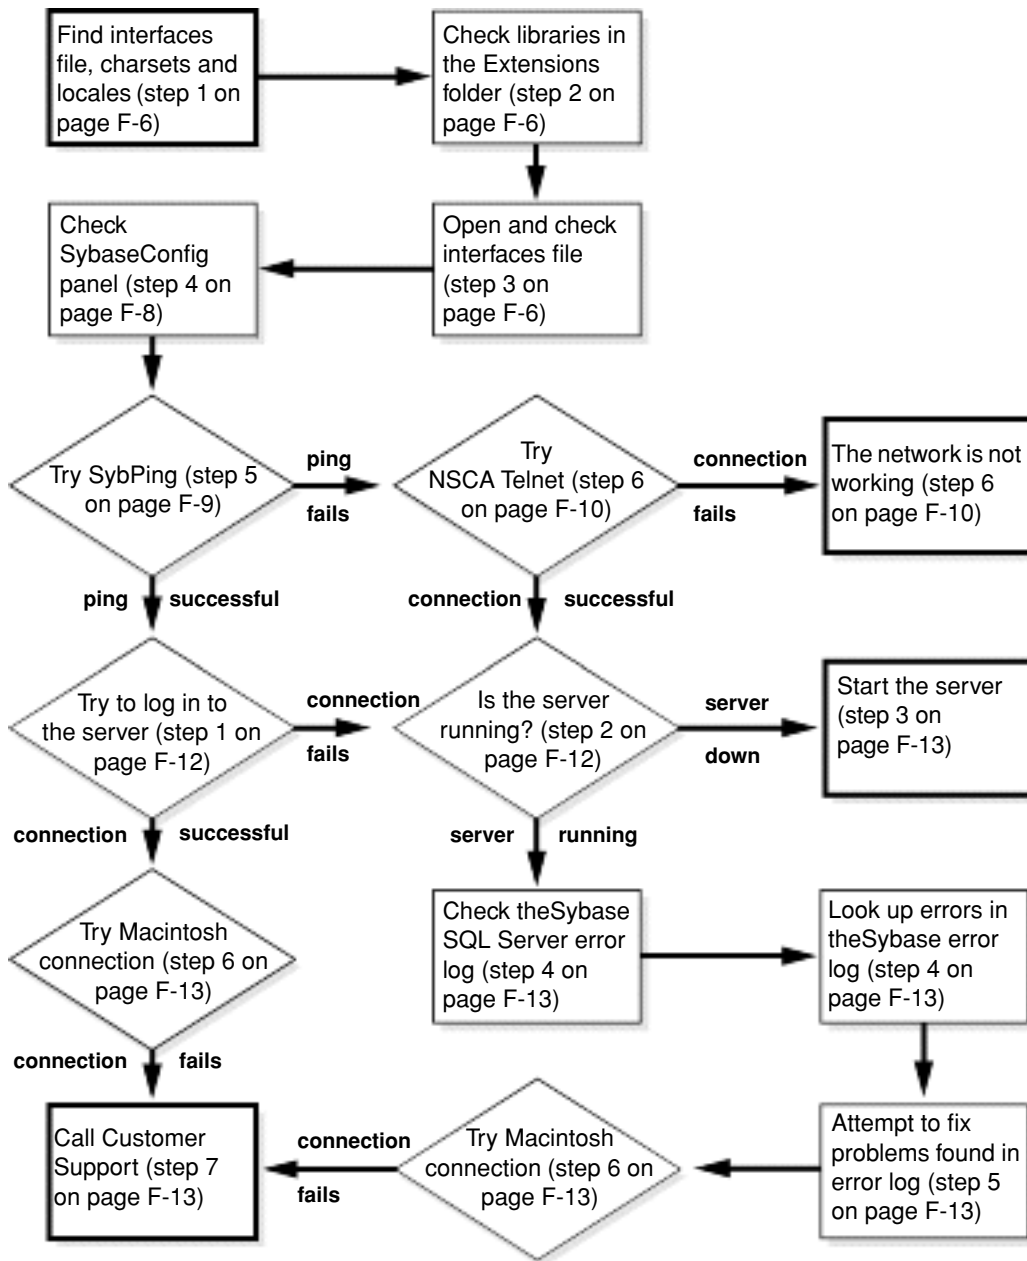 Find interfaces
file, charsets and
locales (step 1 on
page F-6)
Check libraries in
the Extensions
folder (step 2 on
page F-6)
Check
SybaseConfig
panel (step 4 on
page F-8)
Open and check
interfaces file
(step 3 on
page F-6)
Try SybPing (step 5
on page F-9)
ping
fails
Try
NSCA Telnet (step 6
on page F-10)
connection
fails
The network is not
working (step 6
on page F-10)
ping successful
connection successful
Try to log in to
the server (step 1 on
page F-12)
connection
fails
Is the server
running? (step 2 on
page F-12)
server
down
Start the server
(step 3 on
page F-13)
connection successful
server running
Try Macintosh
connection (step 6 on
page F-13)
Check theSybase
SQL Server error
log (step 4 on
page F-13)
Look up errors in
theSybase error
log (step 4 on
page F-13)
connection fails
Call Customer
Support (step 7
on page F-13)
connection
fails
Try Macintosh
connection (step 6 on
page F-13)
Attempt to fix
problems found in
error log (step 5
on page F-13)